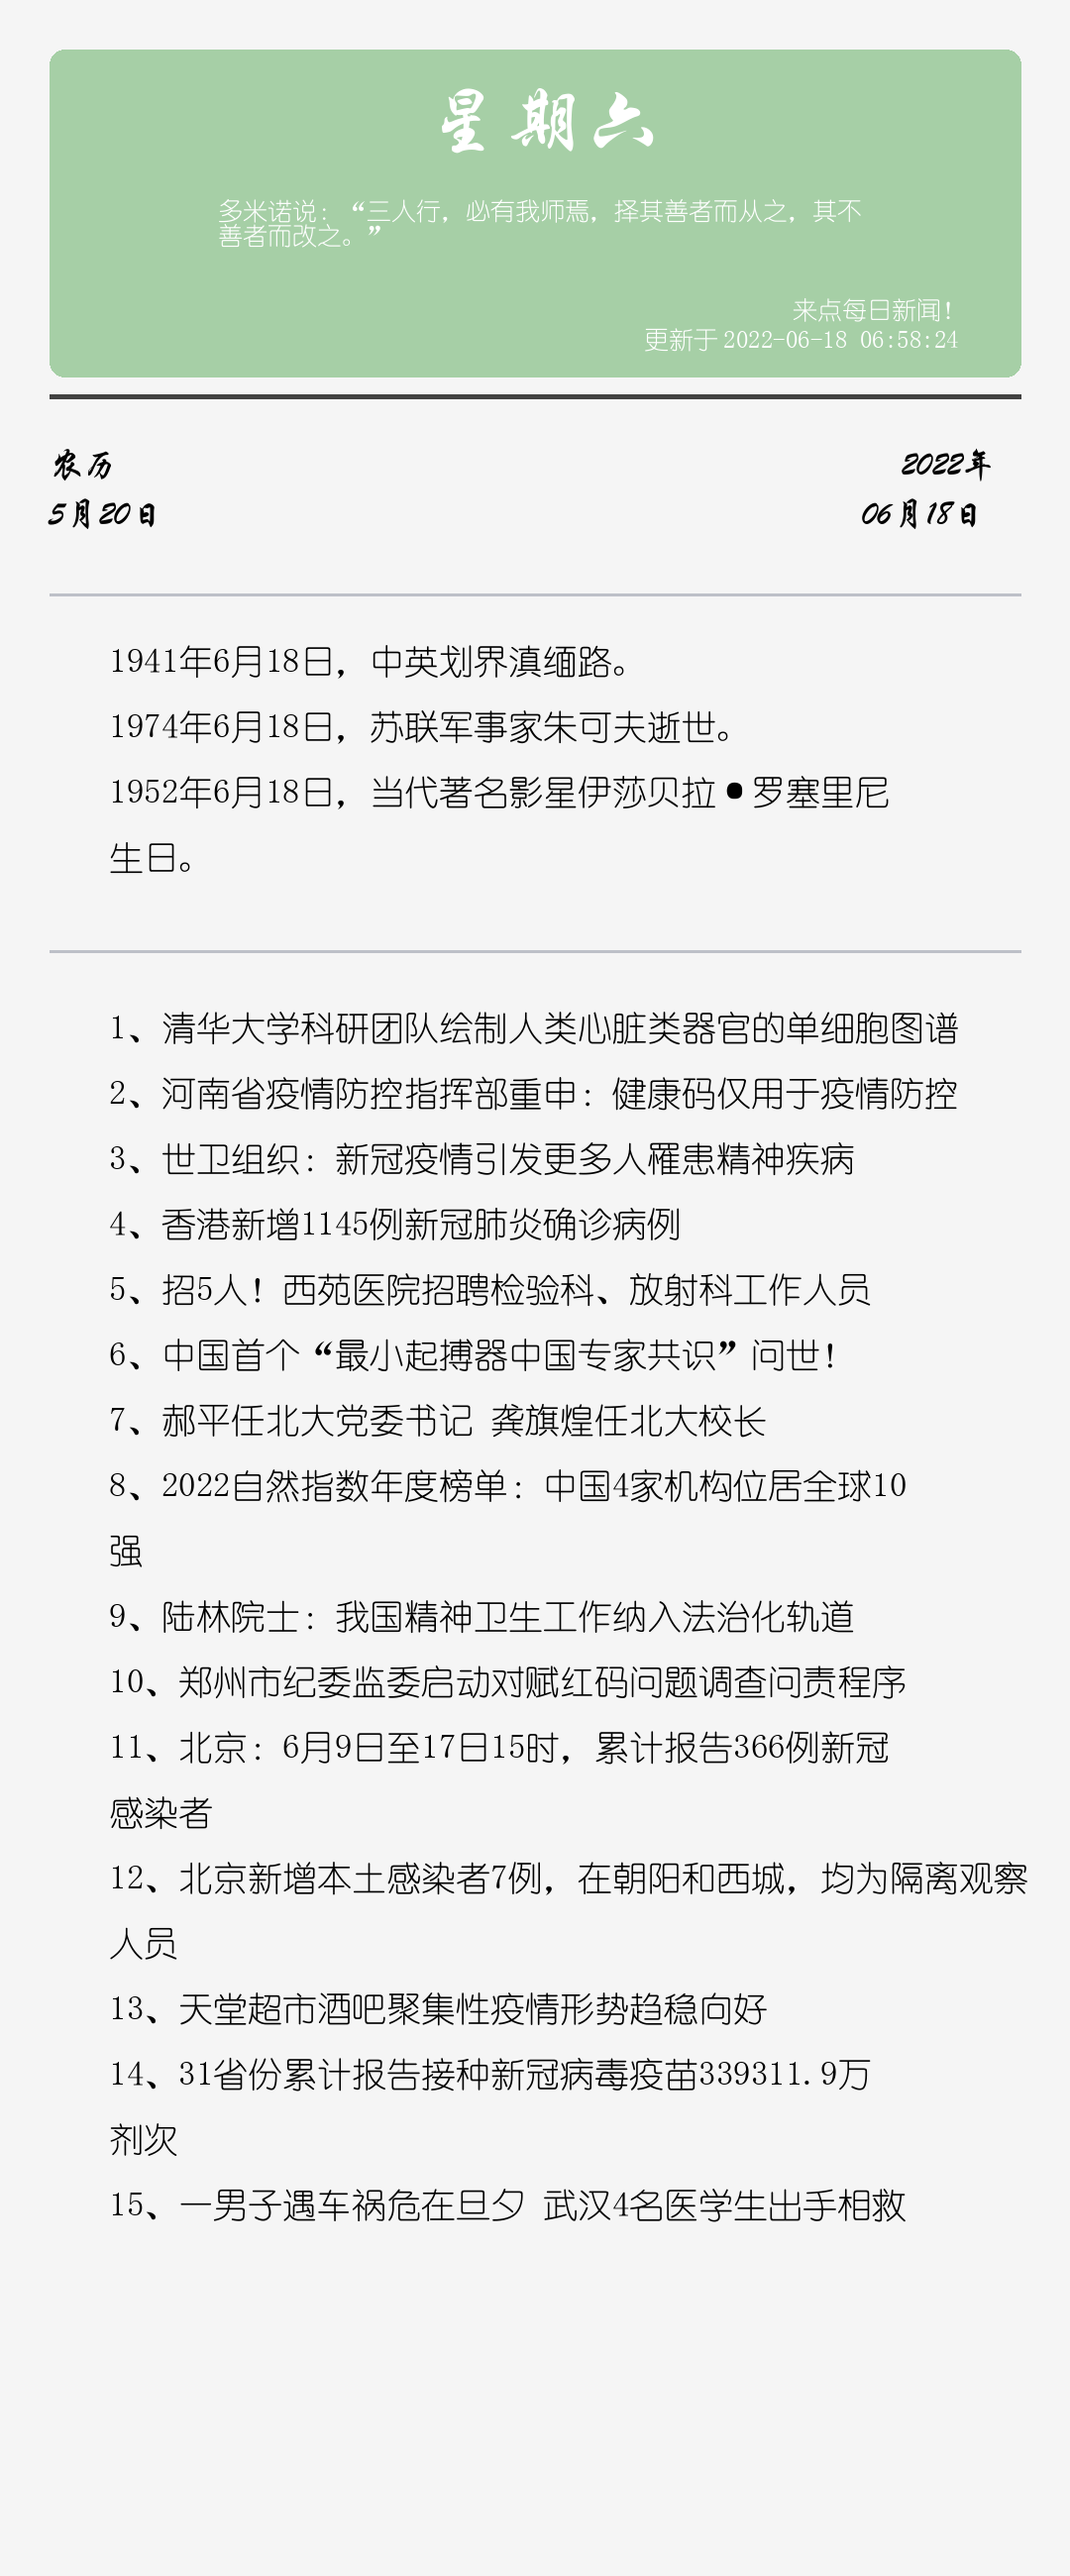 星期六
多米诺说：“三人行，必有我师焉，择其善者而从之，其不
善者而改之。”
来点每日新闻！
更新于 2022-06-18 06:58:24
农历
2022年
5月20日
06月18日
1941年6月18日，中英划界滇缅路。
1974年6月18日，苏联军事家朱可夫逝世。
1952年6月18日，当代著名影星伊莎贝拉•罗塞里尼
生日。
1、清华大学科研团队绘制人类心脏类器官的单细胞图谱
2、河南省疫情防控指挥部重申：健康码仅用于疫情防控
3、世卫组织：新冠疫情引发更多人罹患精神疾病
4、香港新增1145例新冠肺炎确诊病例
5、招5人！西苑医院招聘检验科、放射科工作人员
6、中国首个“最小起搏器中国专家共识”问世！
7、郝平任北大党委书记 龚旗煌任北大校长
8、2022自然指数年度榜单：中国4家机构位居全球10
强
9、陆林院士：我国精神卫生工作纳入法治化轨道
10、郑州市纪委监委启动对赋红码问题调查问责程序
11、北京：6月9日至17日15时，累计报告366例新冠
感染者
12、北京新增本土感染者7例，在朝阳和西城，均为隔离观察
人员
13、天堂超市酒吧聚集性疫情形势趋稳向好
14、31省份累计报告接种新冠病毒疫苗339311.9万
剂次
15、一男子遇车祸危在旦夕 武汉4名医学生出手相救